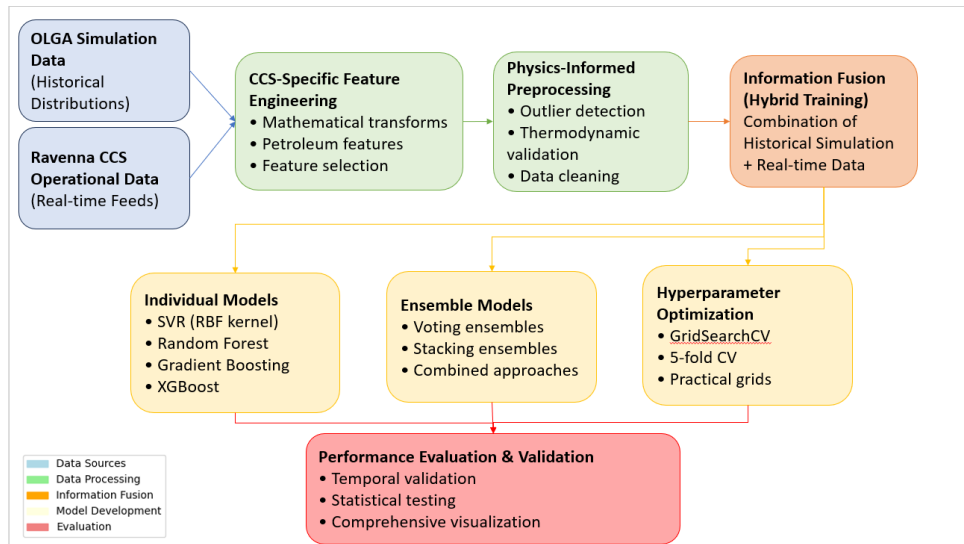 OLGA Simulation
Data
(Historical
Distributions)
Ravenna CCS
Operational Data
(Real-time Feeds)
CCS-Specific Feature
Engineering
• Mathematical transforms
• Petroleum features
• Feature selection
Physics-Informed
Preprocessing
• Outlier detection
• Thermodynamic
validation
• Data cleaning
Information Fusion
(Hybrid Training)
Combination of
Historical Simulation
+ Real-time Data
Individual Models
• SVR (RBF kernel)
• Random Forest
• Gradient Boosting
• XGBoost
Ensemble Models
• Voting ensembles
• Stacking ensembles
• Combined approaches
Hyperparameter
Optimization
• GridSearchCV
• 5-fold CV
• Practical grids
Performance Evaluation & Validation
• Temporal validation
• Statistical testing
• Comprehensive visualization
Data Sources
Data Processing
Information Fusion
Model Development
Evaluation